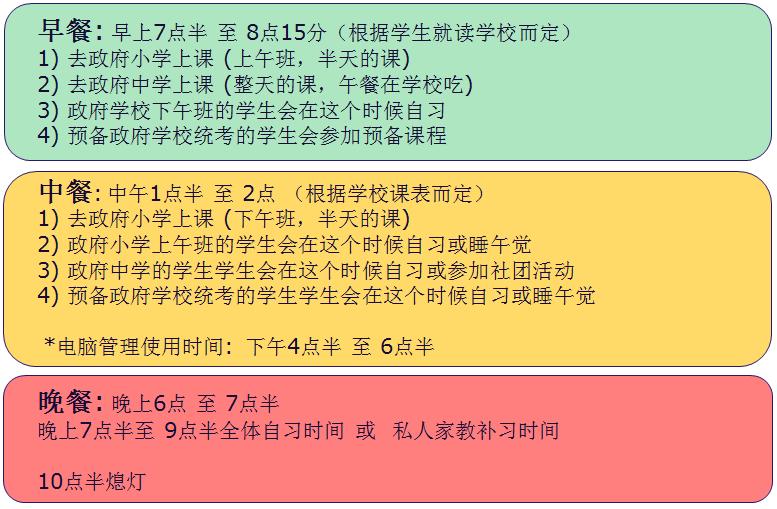 早餐: 早上7点半 至 8点15分（根据学生就读学校而定）
1) 去政府小学上课 (上午班，半天的课)
2) 去政府中学上课 (整天的课，午餐在学校吃)
3) 政府学校下午班的学生会在这个时候自习
4) 预备政府学校统考的学生会参加预备课程
中餐: 中午1点半 至 2点 （根据学校课表而定）
1) 去政府小学上课 (下午班，半天的课)
2) 政府小学上午班的学生会在这个时候自习或睡午觉
3) 政府中学的学生学生会在这个时候自习或参加社团活动
4) 预备政府学校统考的学生学生会在这个时候自习或睡午觉
*电脑管理使用时间: 下午4点半 至 6点半
晚餐: 晚上6点 至 7点半
晚上7点半至 9点半全体自习时间 或 私人家教补习时间
10点半熄灯